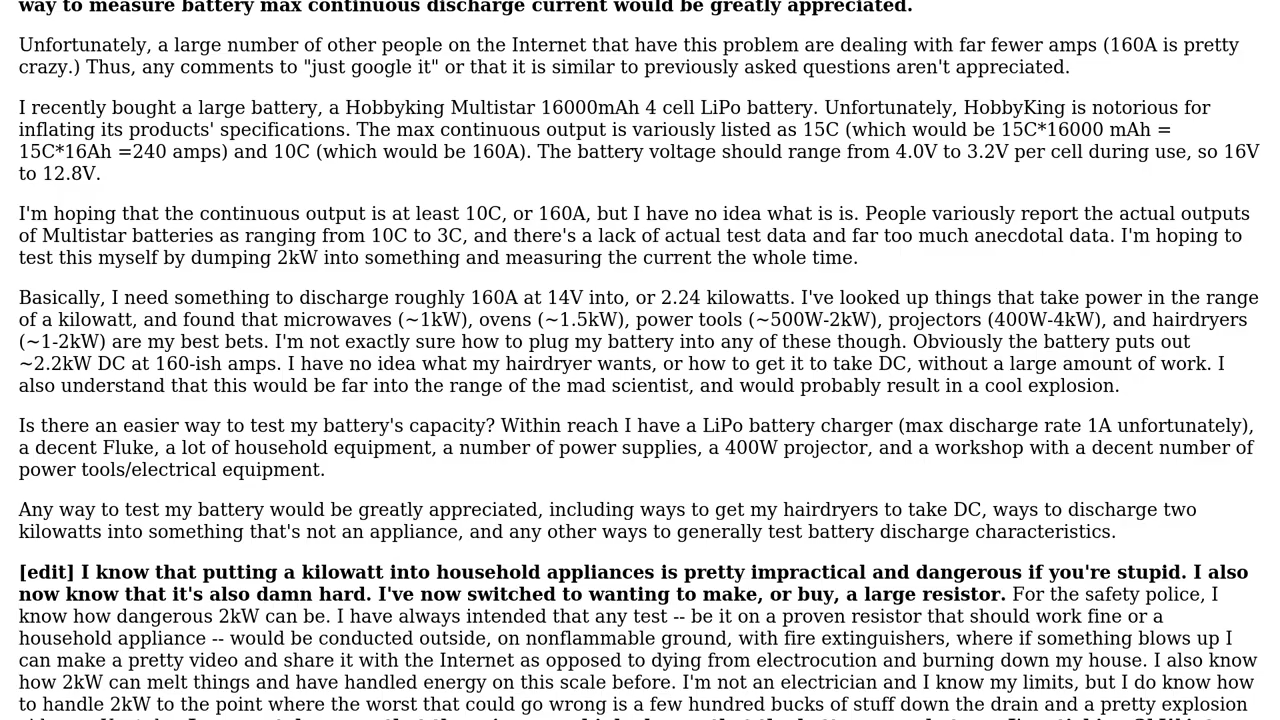 way to measure battery max continuous discharge current would be greatly appreciated.
Unfortunately, a large number of other people on the Internet that have this problem are dealing with far fewer amps (160A is pretty
crazy.) Thus, any comments to "just google it" or that it is similar to previously asked questions aren't appreciated.
I recently bought a large battery, a Hobbyking Multistar 16000mAh 4 cell LiPo battery. Unfortunately, HobbyKing is notorious for
inflating its products' specifications. The max continuous output is variously listed as 15C (which would be 15C*16000 mAh =
15C*16Ah =240 amps) and 10C (which would be 160A). The battery voltage should range from 4.0V to 3.2V per cell during use, so 16V
to 12.8V.
I'm hoping that the continuous output is at least 10C, or 160A, but I have no idea what is is. People variously report the actual outputs
of Multistar batteries as ranging from 10C to 3C, and there's a lack of actual test data and far too much anecdotal data. I'm hoping to
test this myself by dumping 2kW into something and measuring the current the whole time.
Basically, I need something to discharge roughly 160A at 14V into, or 2.24 kilowatts. I've looked up things that take power in the range
of a kilowatt, and found that microwaves (~1kW), ovens (~1.5kW), power tools (~500W-2kW), projectors (400W-4kW), and hairdryers
(~1-2kW) are my best bets. I'm not exactly sure how to plug my battery into any of these though. Obviously the battery puts out
~2.2kW DC at 160-ish amps. I have no idea what my hairdryer wants, or how to get it to take DC, without a large amount of work. I
also understand that this would be far into the range of the mad scientist, and would probably result in a cool explosion.
Is there an easier way to test my battery's capacity? Within reach I have a LiPo battery charger (max discharge rate 1A unfortunately),
a decent Fluke, a lot of household equipment, a number of power supplies, a 400W projector, and a workshop with a decent number of
power tools/electrical equipment.
Any way to test my battery would be greatly appreciated, including ways to get my hairdryers to take DC, ways to discharge two
kilowatts into something that's not an appliance, and any other ways to generally test battery discharge characteristics.
[edit] I know that putting a kilowatt into household appliances is pretty impractical and dangerous if you're stupid. I also
now know that it's also damn hard. I've now switched to wanting to make, or buy, a large resistor. For the safety police, I
know how dangerous 2kW can be. I have always intended that any test -- be it on a proven resistor that should work fine or a
household appliance -- would be conducted outside, on nonflammable ground, with fire extinguishers, where if something blows up I
can make a pretty video and share it with the Internet as opposed to dying from electrocution and burning down my house. I also know
how 2kW can melt things and have handled energy on this scale before. I'm not an electrician and I know my limits, but I do know how
to handle 2kW to the point where the worst that could go wrong is a few hundred bucks of stuff down the drain and a pretty explosion